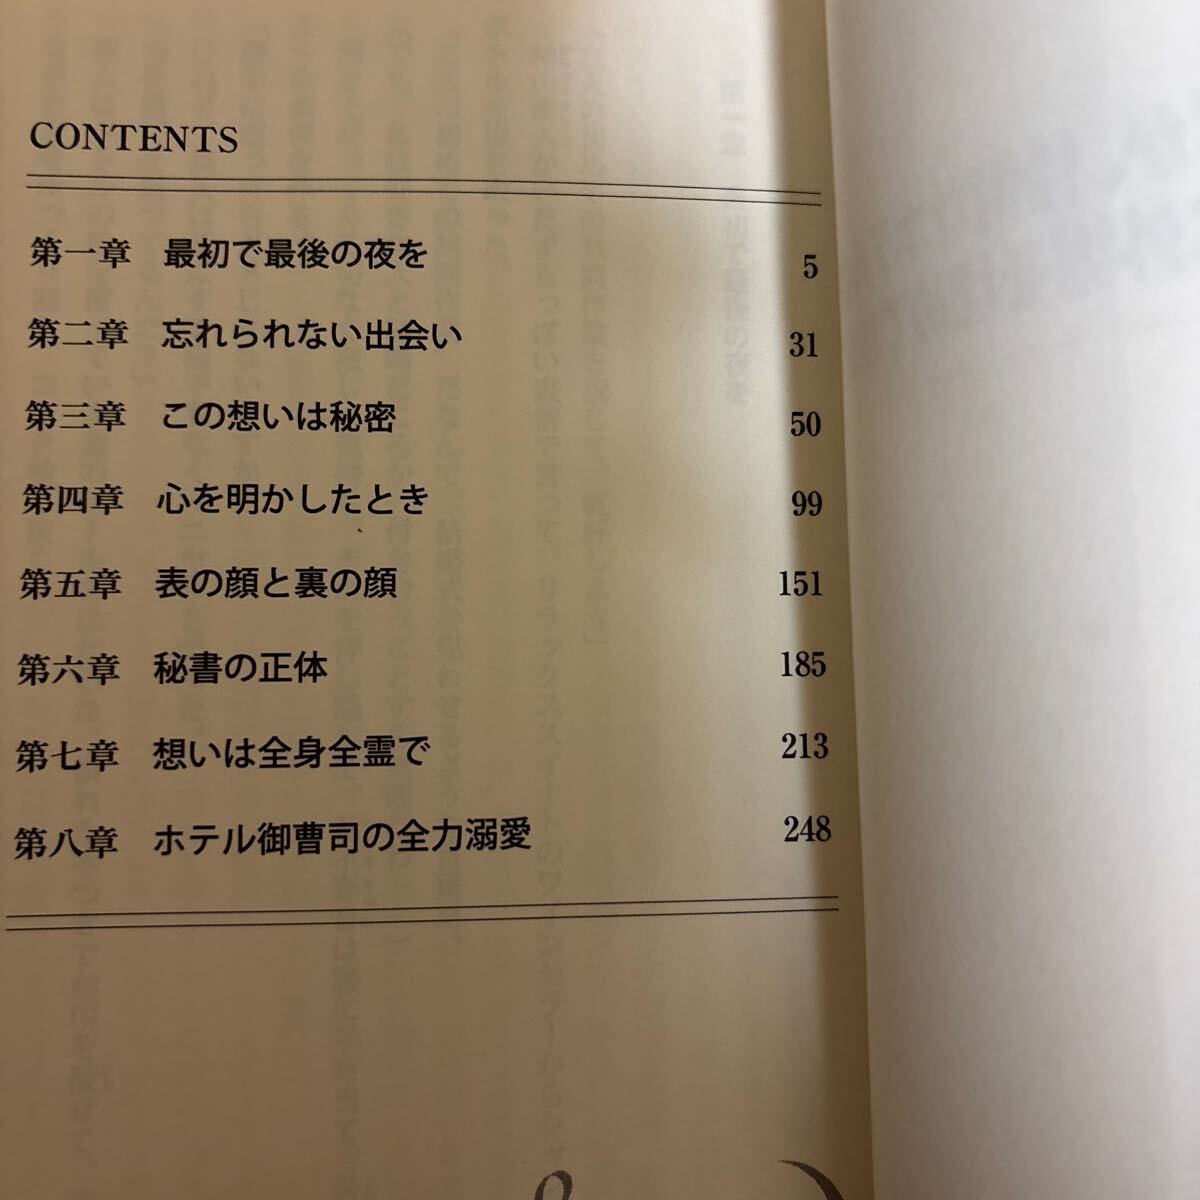 CONTENTS
第一章 最初で最後の夜を 5
第二章 忘れられない出会い 31
第三章 この想いは秘密 50
第四章 心を明かしたとき 99
第五章 表の顔と裏の顔 151
第六章 秘書の正体 185
第七章 想いは全身全霊で 213
第八章 ホテル御曹司の全力溺愛 248